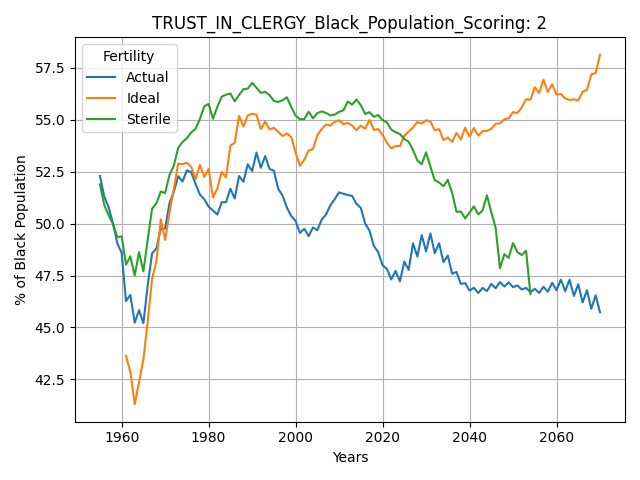 TRUST_IN_CLERGY_Black_Population_Scoring: 2
Fertility
Actual
Ideal
Sterile
% of Black Population
57.5
55.0
52.5
50.0
47.5
45.0
42.5
1960 1980 2000 2020 2040 2060
Years